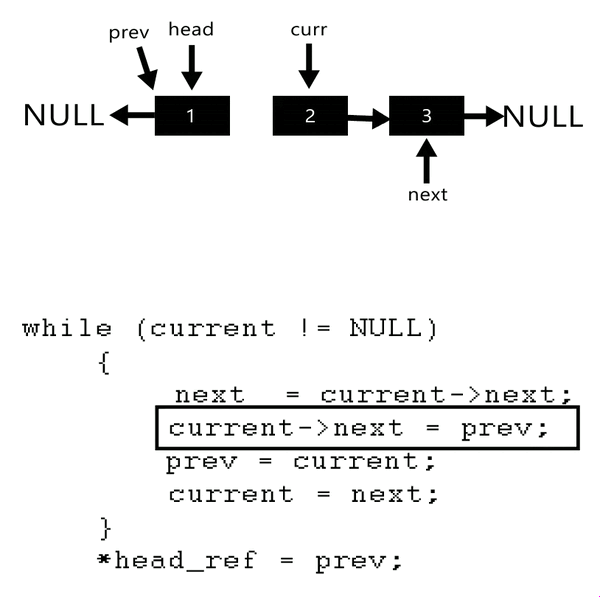 prev head curr
NULL 1 2 3 NULL
next
while (current != NULL)
{
next = current->next;
current->next = prev;
prev = current;
current = next;
}
*head_ref = prev;